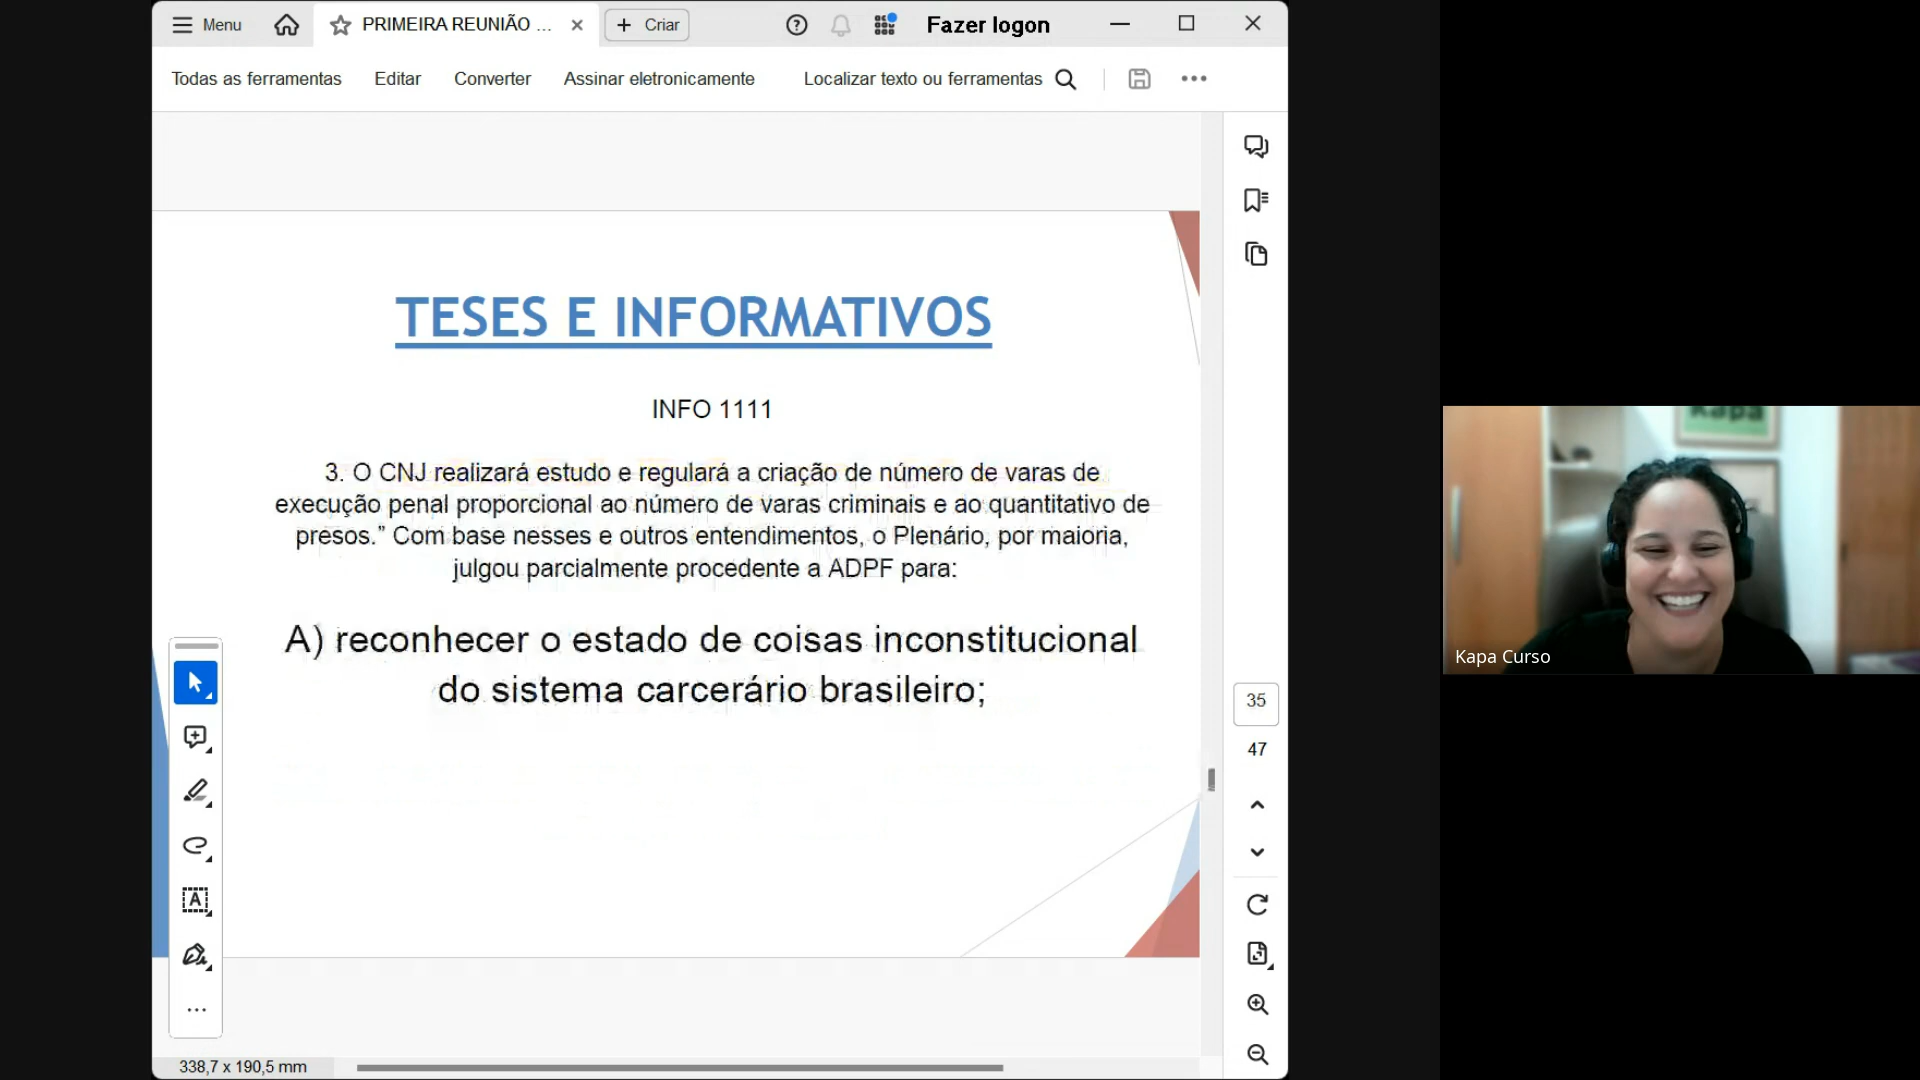 Menu
PRIMEIRA REUNIÃO ...
Criar
Fazer logon
Todas as ferramentas
Editar
Converter
Assinar eletronicamente
Localizar texto ou ferramentas
TESES E INFORMATIVOS
INFO 1111
3. O CNJ realizará estudo e regulará a criação de número de varas de
execução penal proporcional ao número de varas criminais e ao quantitativo de
presos.” Com base nesses e outros entendimentos, o Plenário, por maioria,
julgou parcialmente procedente a ADPF para:
A) reconhecer o estado de coisas inconstitucional
do sistema carcerário brasileiro;
35
47
338,7 x 190,5 mm
Kapa
Kapa Curso